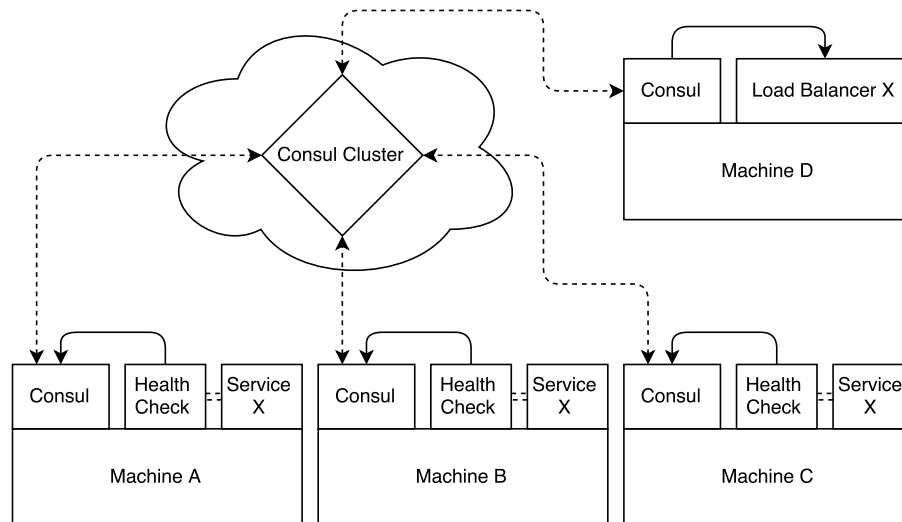 Consul
Load Balancer X
Machine D
Consul Cluster
Consul
Health
Check
Service
X
Machine A
Consul
Health
Check
Service
X
Machine B
Consul
Health
Check
Service
X
Machine C